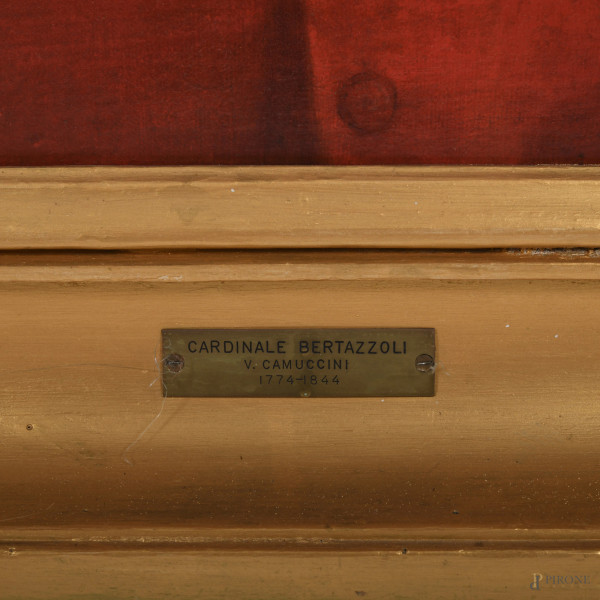 CARDINALE BERTAZZOLI
V. CAMUCCINI
1774-1844
PIRONE